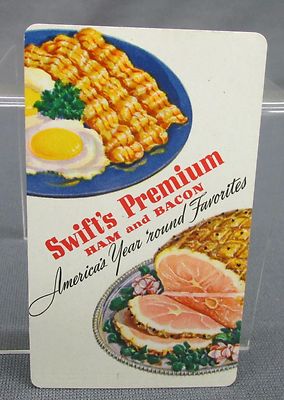 Swift's Premium
HAM and BACON
America's Year 'round Favorites